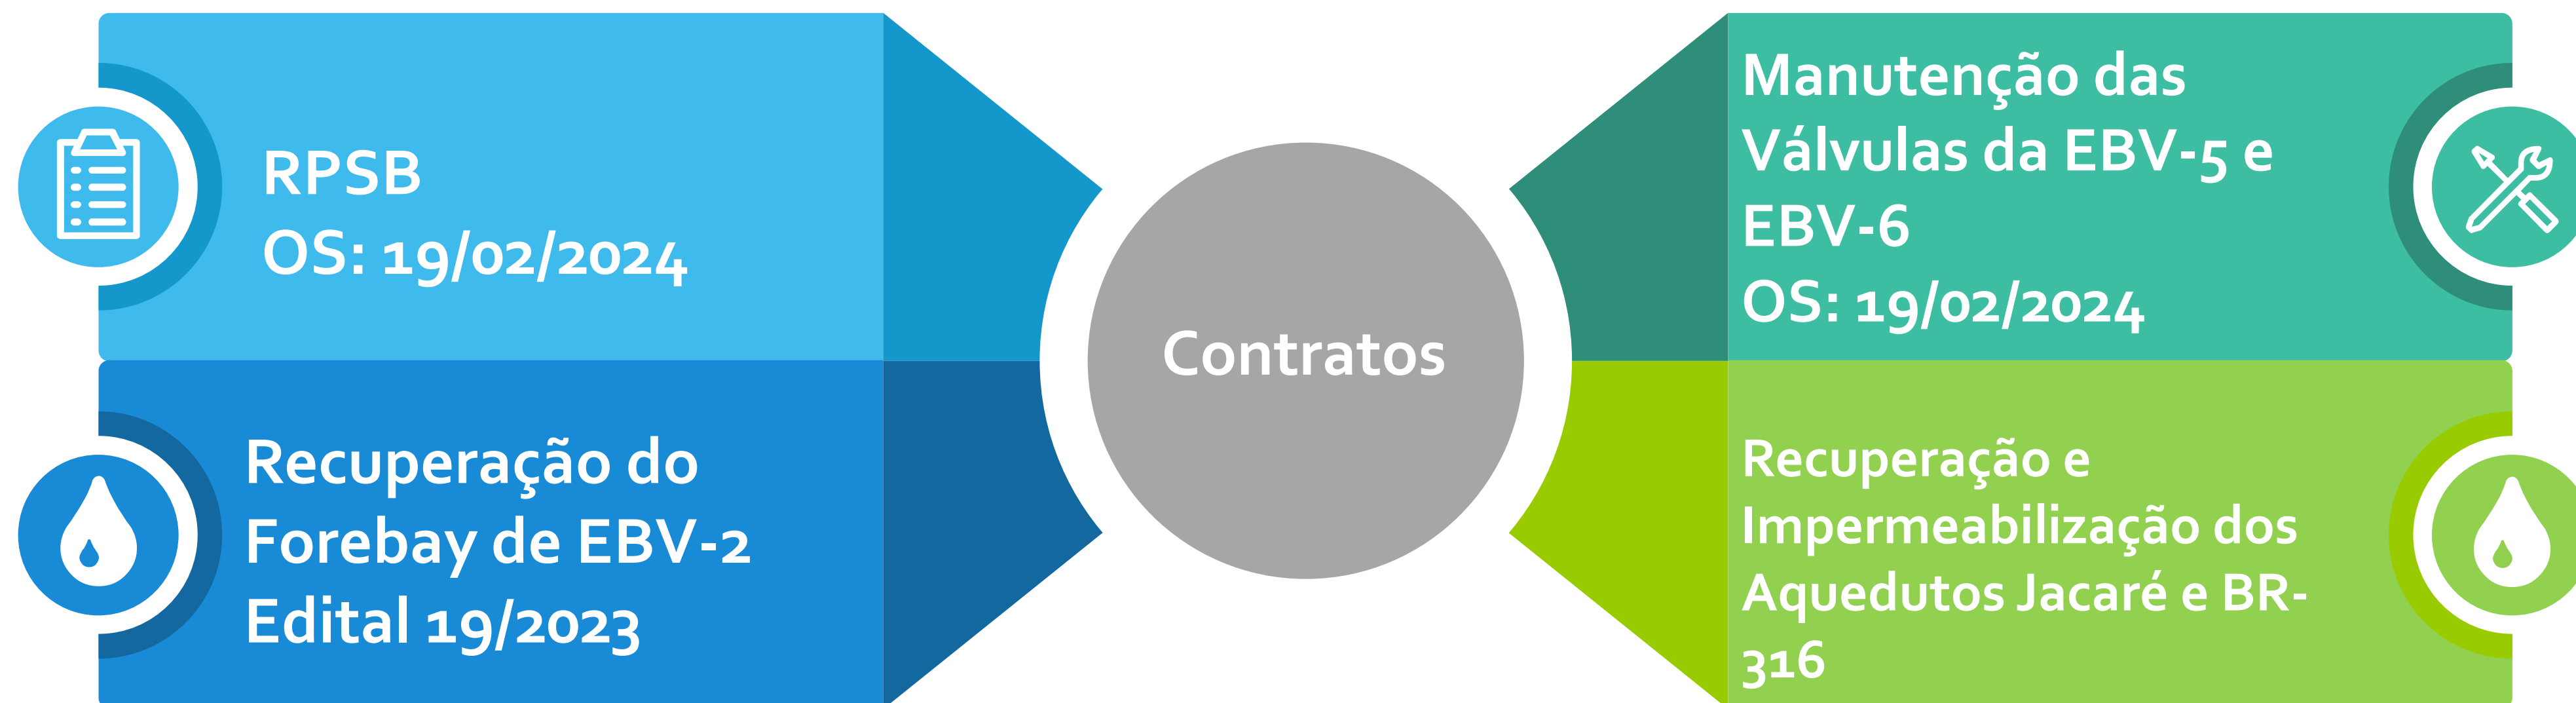 RPSB
OS: 19/02/2024
Recuperação do
Forebay de EBV-2
Edital 19/2023
Contratos
Manutenção das
Válvulas da EBV-5 e
EBV-6
OS: 19/02/2024
Recuperação e
Impermeabilização dos
Aquedutos Jacaré e BR-
316